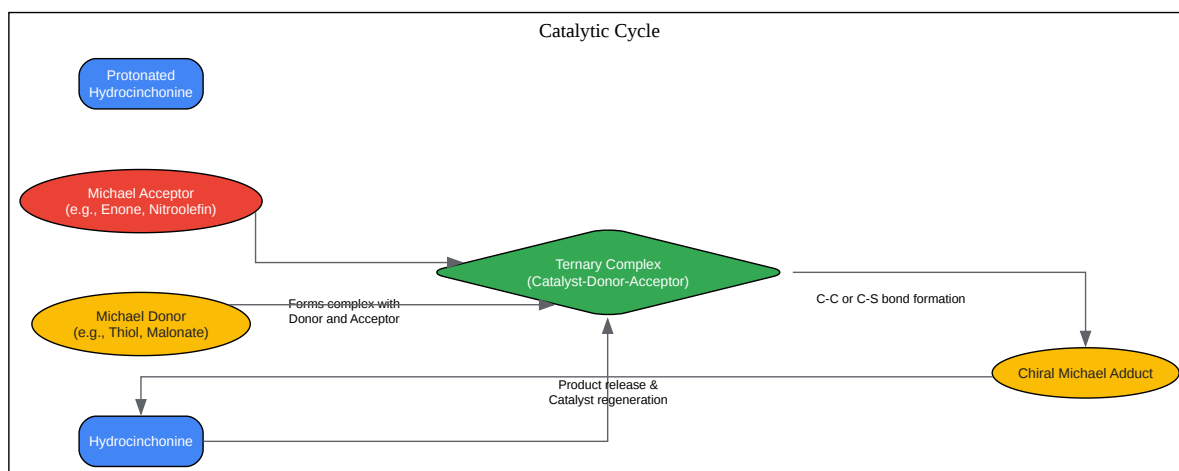 Catalytic Cycle
Protonated
Hydrocinchonine
Michael Acceptor
(e.g., Enone, Nitroolefin)
Ternary Complex
(Catalyst-Donor-Acceptor)
Forms complex with
Donor and Acceptor
C-C or C-S bond formation
Michael Donor
(e.g., Thiol, Malonate)
Chiral Michael Adduct
Product release &
Catalyst regeneration
Hydrocinchonine